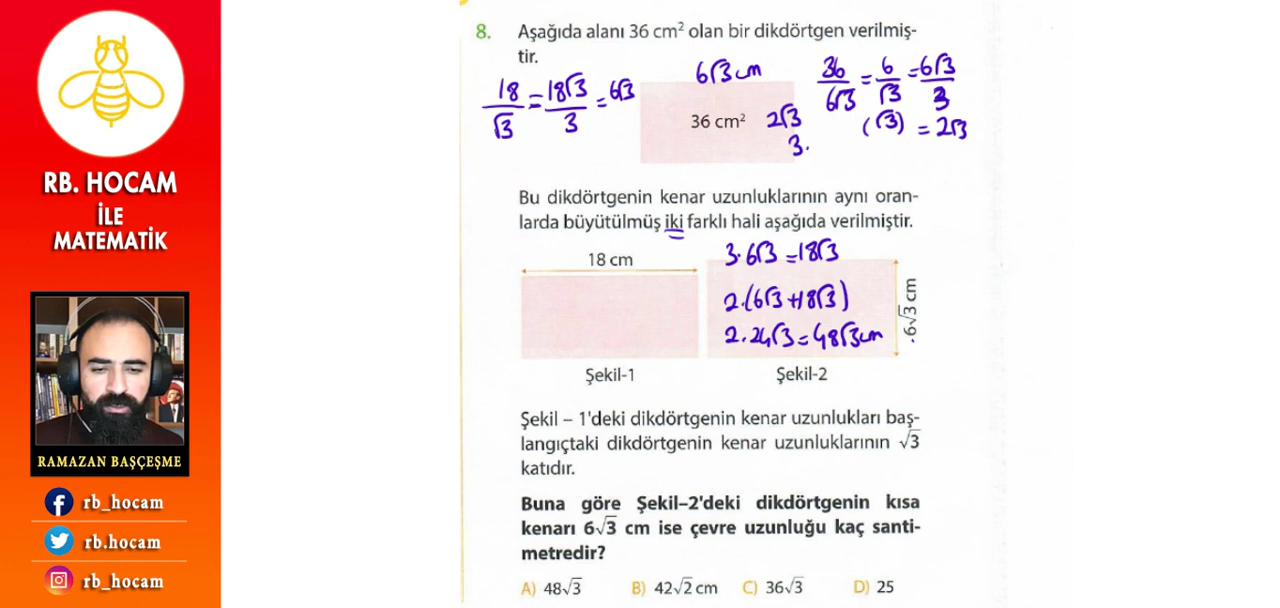 RB. HOCAM
İLE
MATEMATİK
RAMAZAN BAŞÇEŞME
rb_hocam
rb.hocam
rb_hocam
8. Aşağıda alanı 36 cm² olan bir dikdörtgen verilmiş-
tir.
18/√3 = 18√3/3 = 6√3
6√3 cm
36/6√3 = 6/√3 = 6√3/3
(√3) = 2√3
36 cm²
2√3
3.
Bu dikdörtgenin kenar uzunluklarının aynı oran-
larda büyütülmüş iki farklı hali aşağıda verilmiştir.
18 cm
3.6√3 = 18√3
2.(6√3+18√3)
2.24√3 = 48√3 cm
6√3 cm
Şekil-1
Şekil-2
Şekil – 1'deki dikdörtgenin kenar uzunlukları baş-
langıçtaki dikdörtgenin kenar uzunluklarının √3
katıdır.
Buna göre Şekil–2'deki dikdörtgenin kısa
kenarı 6√3 cm ise çevre uzunluğu kaç santi-
metredir?
A) 48√3 B) 42√2 cm C) 36√3 D) 25